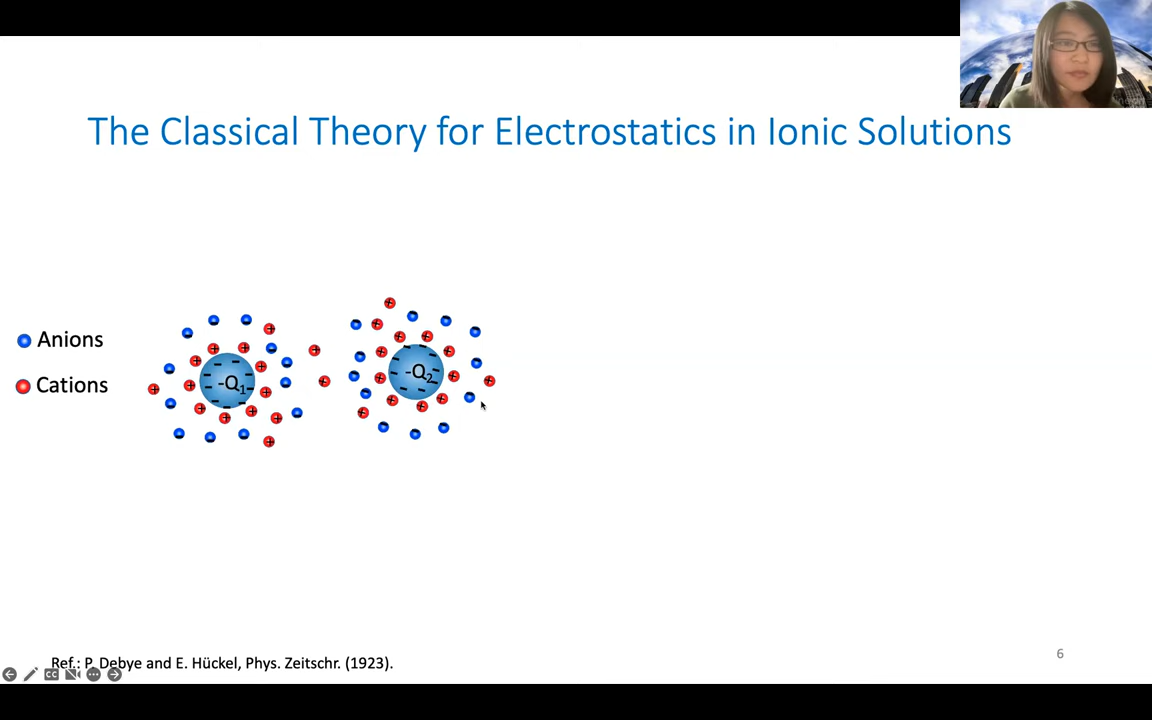 The Classical Theory for Electrostatics in Ionic Solutions
Anions
Cations
-Q1
-Q2
Ref.: P. Debye and E. Hückel, Phys. Zeitschr. (1923).
6
CC